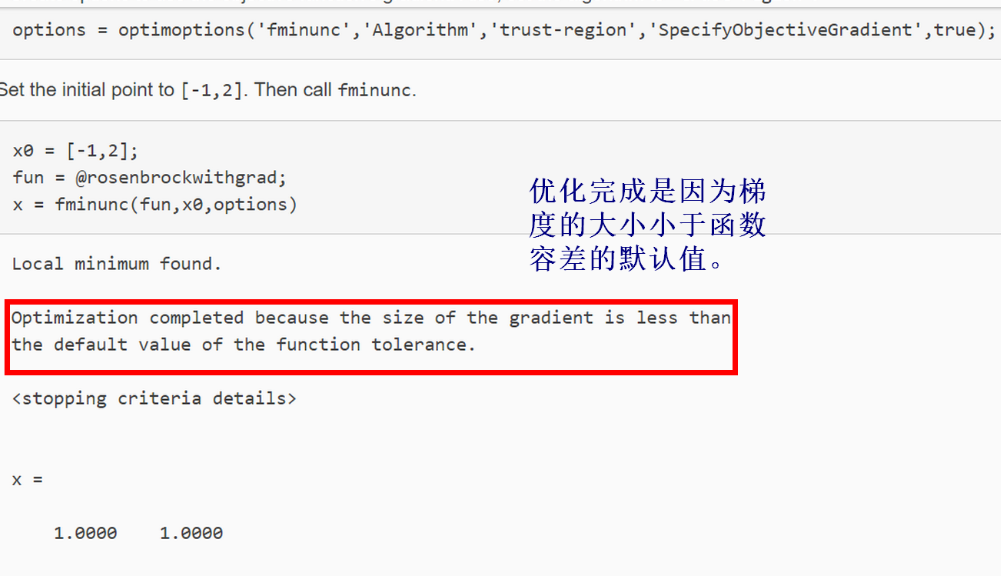 options = optimoptions('fminunc','Algorithm','trust-region','SpecifyObjectiveGradient',true);
Set the initial point to [-1,2]. Then call fminunc.
x0 = [-1,2];
fun = @rosenbrockwithgrad;
x = fminunc(fun,x0,options)
优化完成是因为梯
度的大小小于函数
容差的默认值。
Local minimum found.
Optimization completed because the size of the gradient is less than
the default value of the function tolerance.
<stopping criteria details>
x =
1.0000 1.0000